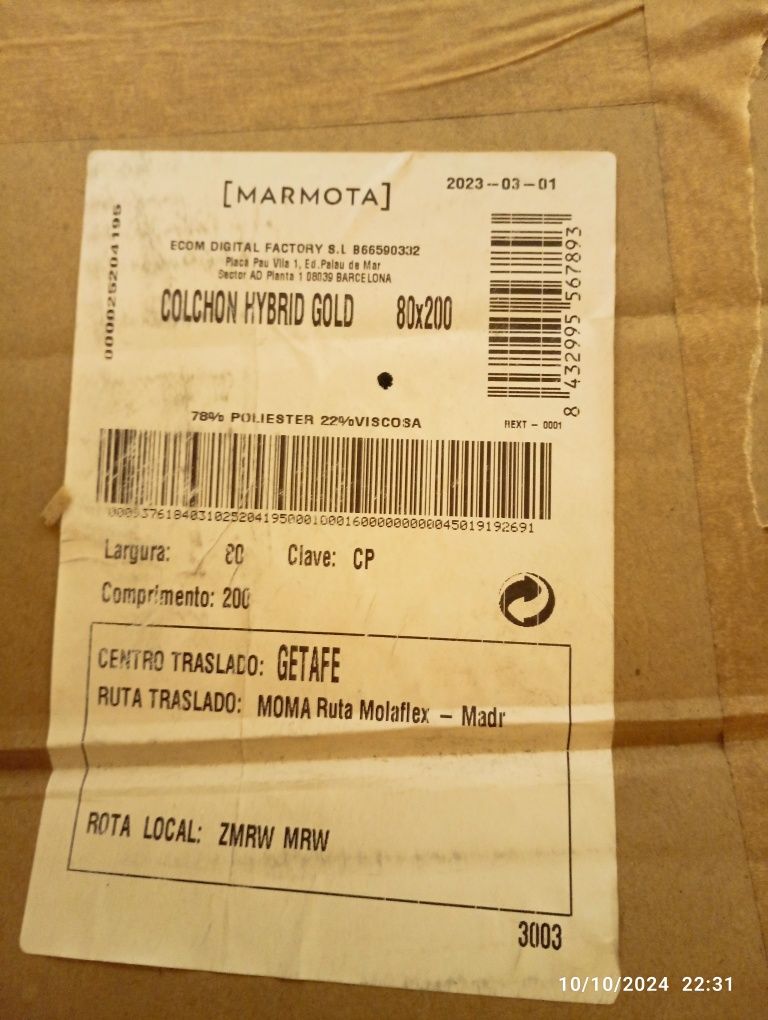 [MARMOTA]
2023-03-01
0000025204195
ECOM DIGITAL FACTORY S.L B66590332
Placa Pau Vila 1, Ed.Palau de Mar
Sector AD Planta 1 08039 BARCELONA
COLCHON HYBRID GOLD 80x200
8 432995 567893
78% POLIESTER 22%VISCOSA
REXT - 0001
Largura: 80 Clave: CP
Comprimento: 200
CENTRO TRASLADO: GETAFE
RUTA TRASLADO: MOMA Ruta Molaflex - Madr
ROTA LOCAL: ZMRW MRW
3003
10/10/2024 22:31